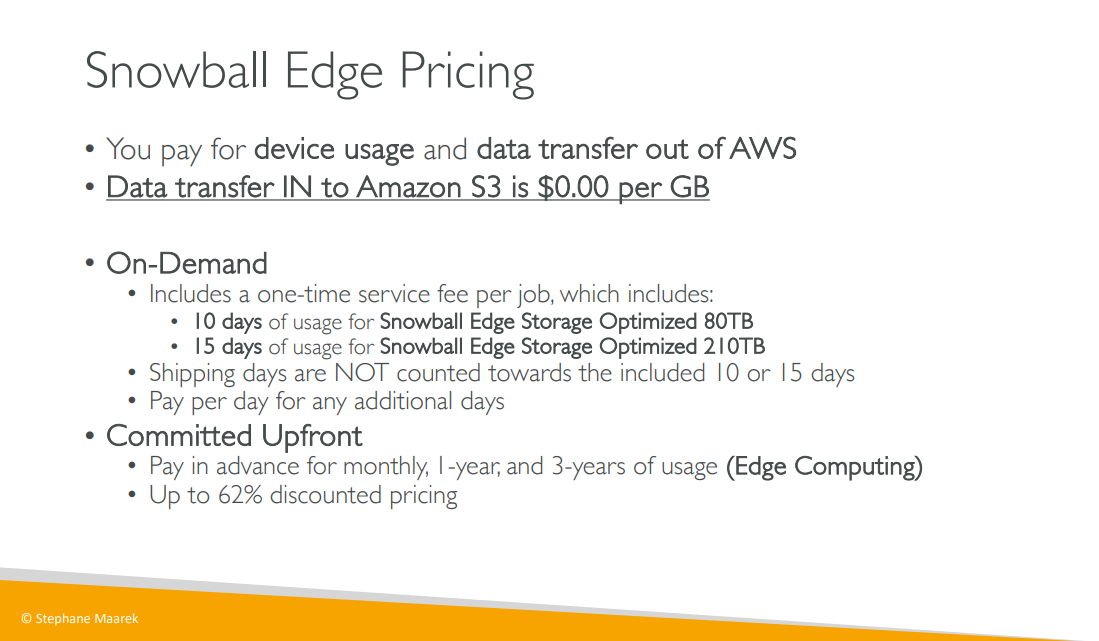 Snowball Edge Pricing
• You pay for device usage and data transfer out of AWS
• Data transfer IN to Amazon S3 is $0.00 per GB
• On-Demand
• Includes a one-time service fee per job, which includes:
• 10 days of usage for Snowball Edge Storage Optimized 80TB
• 15 days of usage for Snowball Edge Storage Optimized 210TB
• Shipping days are NOT counted towards the included 10 or 15 days
• Pay per day for any additional days
• Committed Upfront
• Pay in advance for monthly, 1-year, and 3-years of usage (Edge Computing)
• Up to 62% discounted pricing
© Stephane Maarek